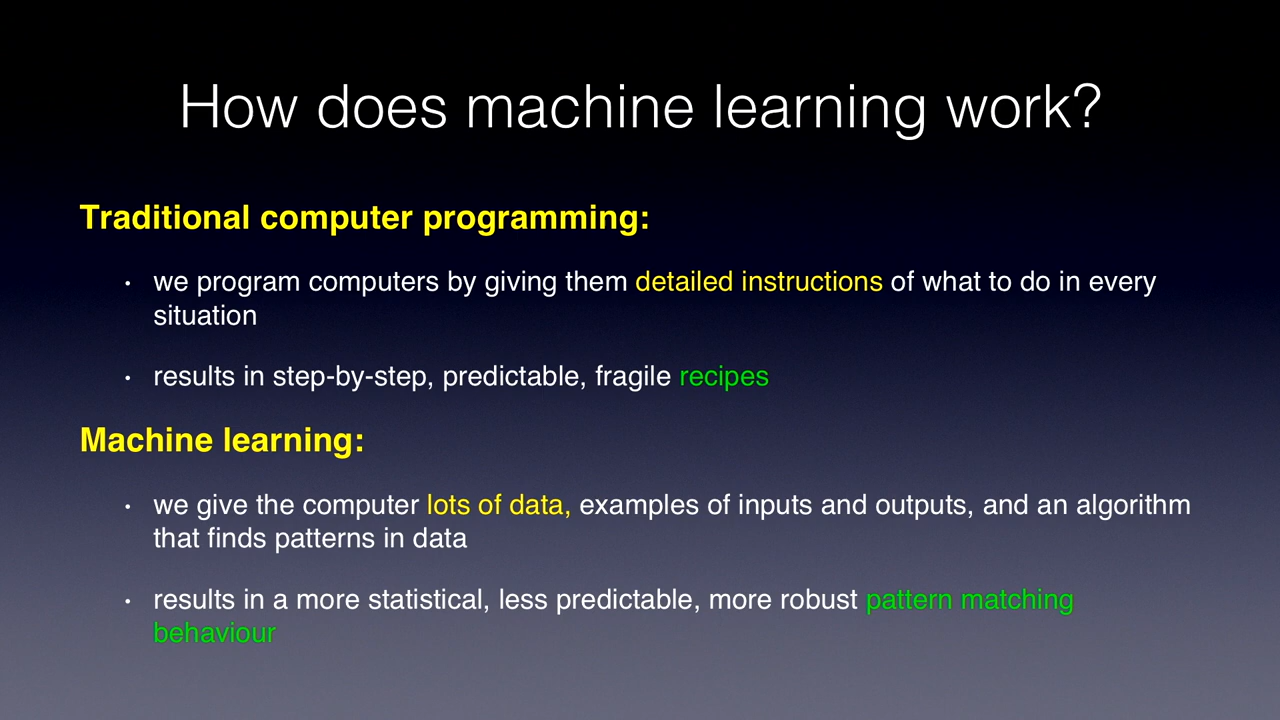 How does machine learning work?
Traditional computer programming:
• we program computers by giving them detailed instructions of what to do in every
situation
• results in step-by-step, predictable, fragile recipes
Machine learning:
• we give the computer lots of data, examples of inputs and outputs, and an algorithm
that finds patterns in data
• results in a more statistical, less predictable, more robust pattern matching
behaviour